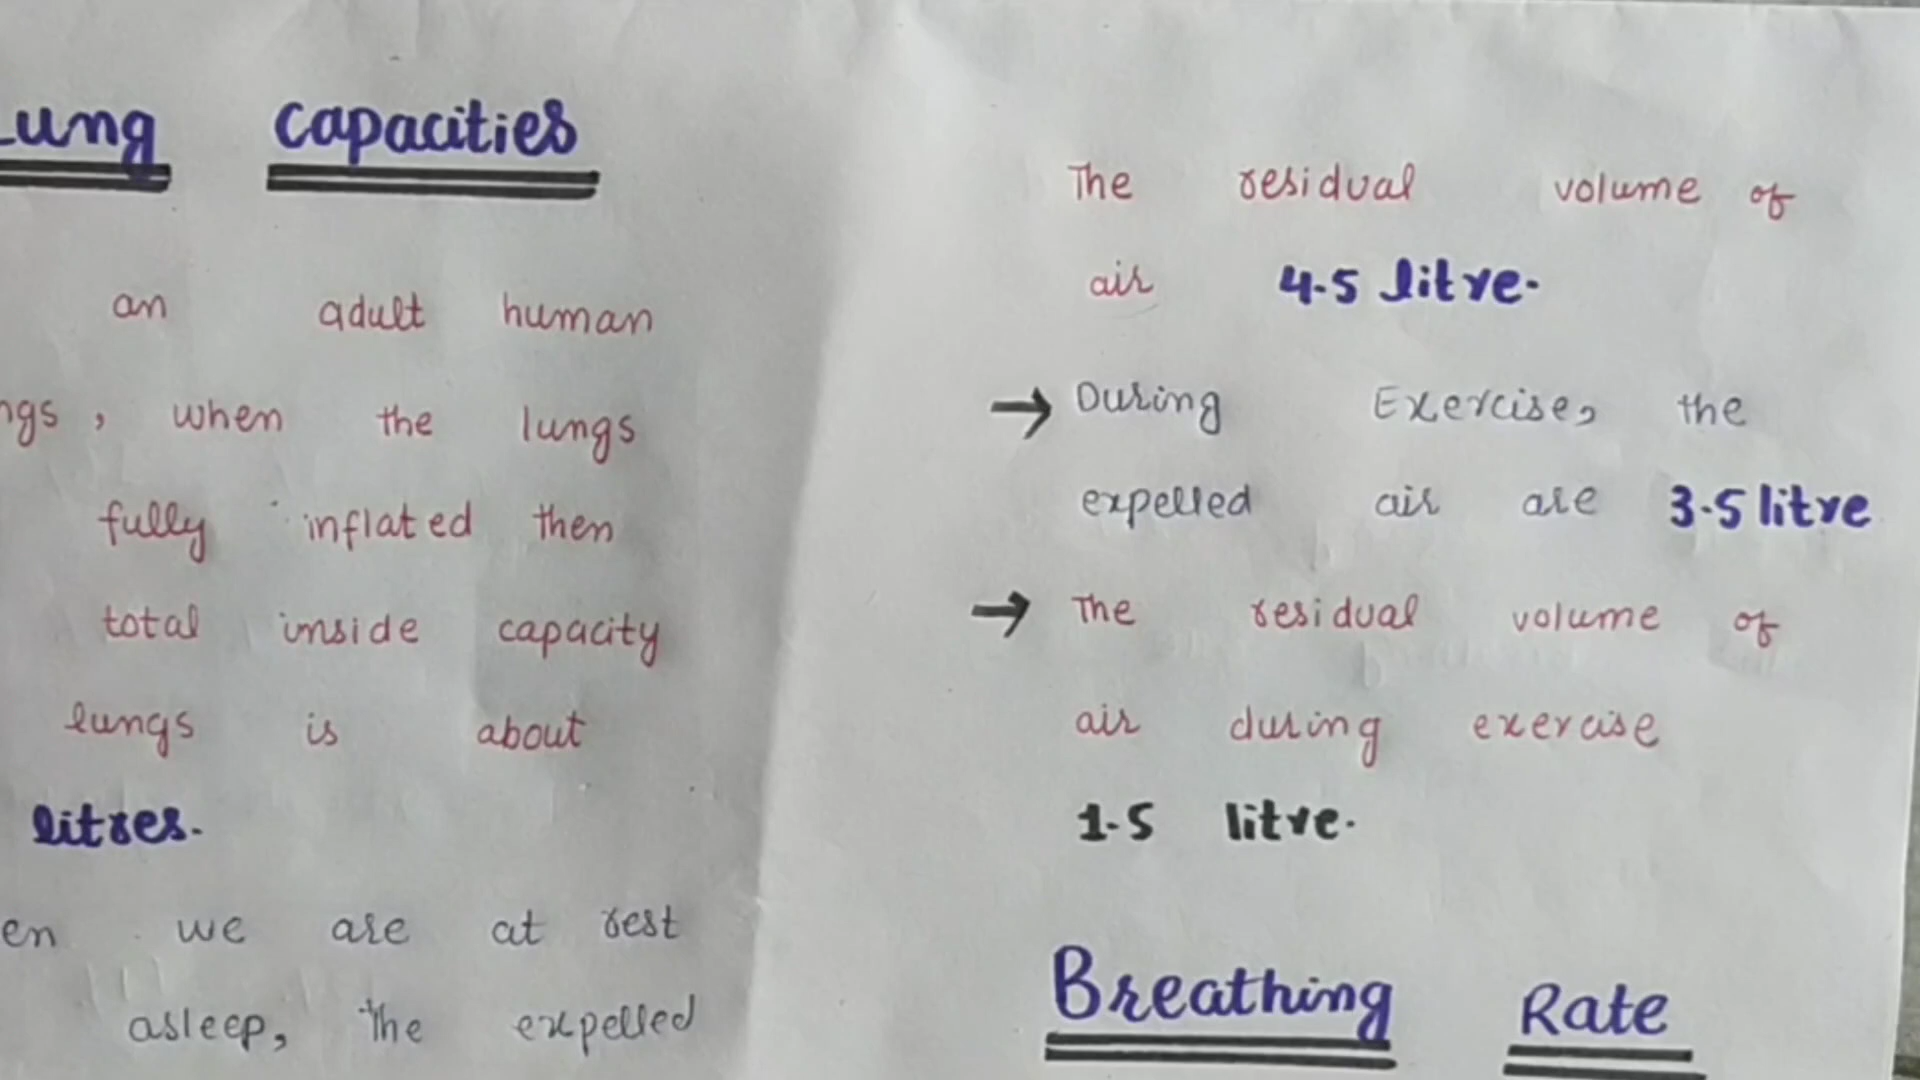 Lung capacities
an adult human
ngs, when the lungs
fully inflated then
total inside capacity
lungs is about
litres.
en we are at rest
asleep, the expelled
The residual volume of
air 4.5 litre.
→ During Exercise, the
expelled air are 3.5 litre
→ The residual volume of
air during exercise
1.5 litre.
Breathing Rate